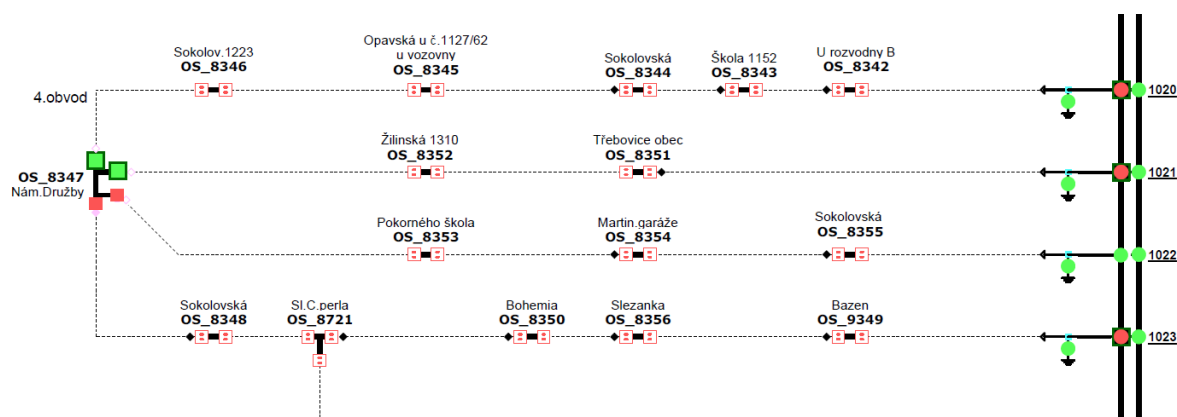 Sokolov.1223
OS_8346
Opavská u č.1127/62
u vozovny
OS_8345
Sokolovská
OS_8344
Škola 1152
OS_8343
U rozvodny B
OS_8342
1020
4.obvod
Žilinská 1310
OS_8352
Třebovice obec
OS_8351
1021
OS_8347
Nám.Družby
Pokorného škola
OS_8353
Martin.garáže
OS_8354
Sokolovská
OS_8355
1022
Sokolovská
OS_8348
Sl.C.perla
OS_8721
Bohemia
OS_8350
Slezanka
OS_8356
Bazen
OS_9349
1023